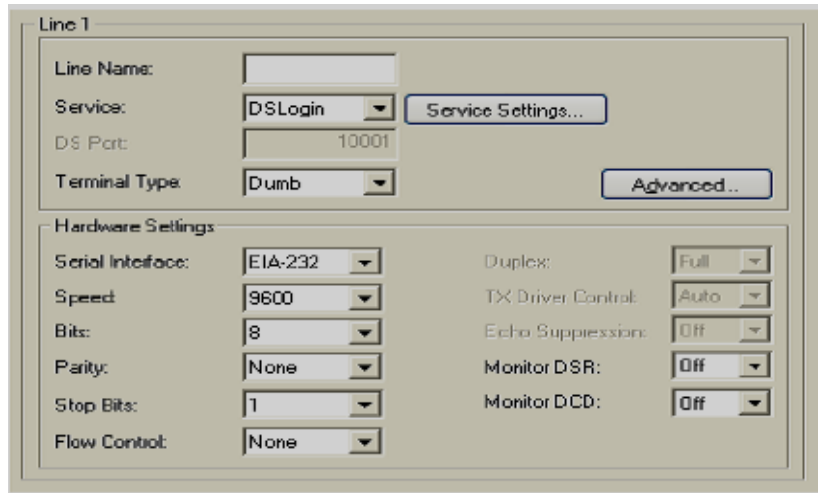 Line 1
Line Name:
Service: DSLogin Service Settings...
DS Port: 10001
Terminal Type: Dumb Advanced..
Hardware Settings
Serial Interface: EIA-232 Duplex: Full
Speed: 9600 TX Driver Control: Auto
Bits: 8 Echo Suppression: Off
Parity: None Monitor DSR: Off
Stop Bits: 1 Monitor DCD: Off
Flow Control: None